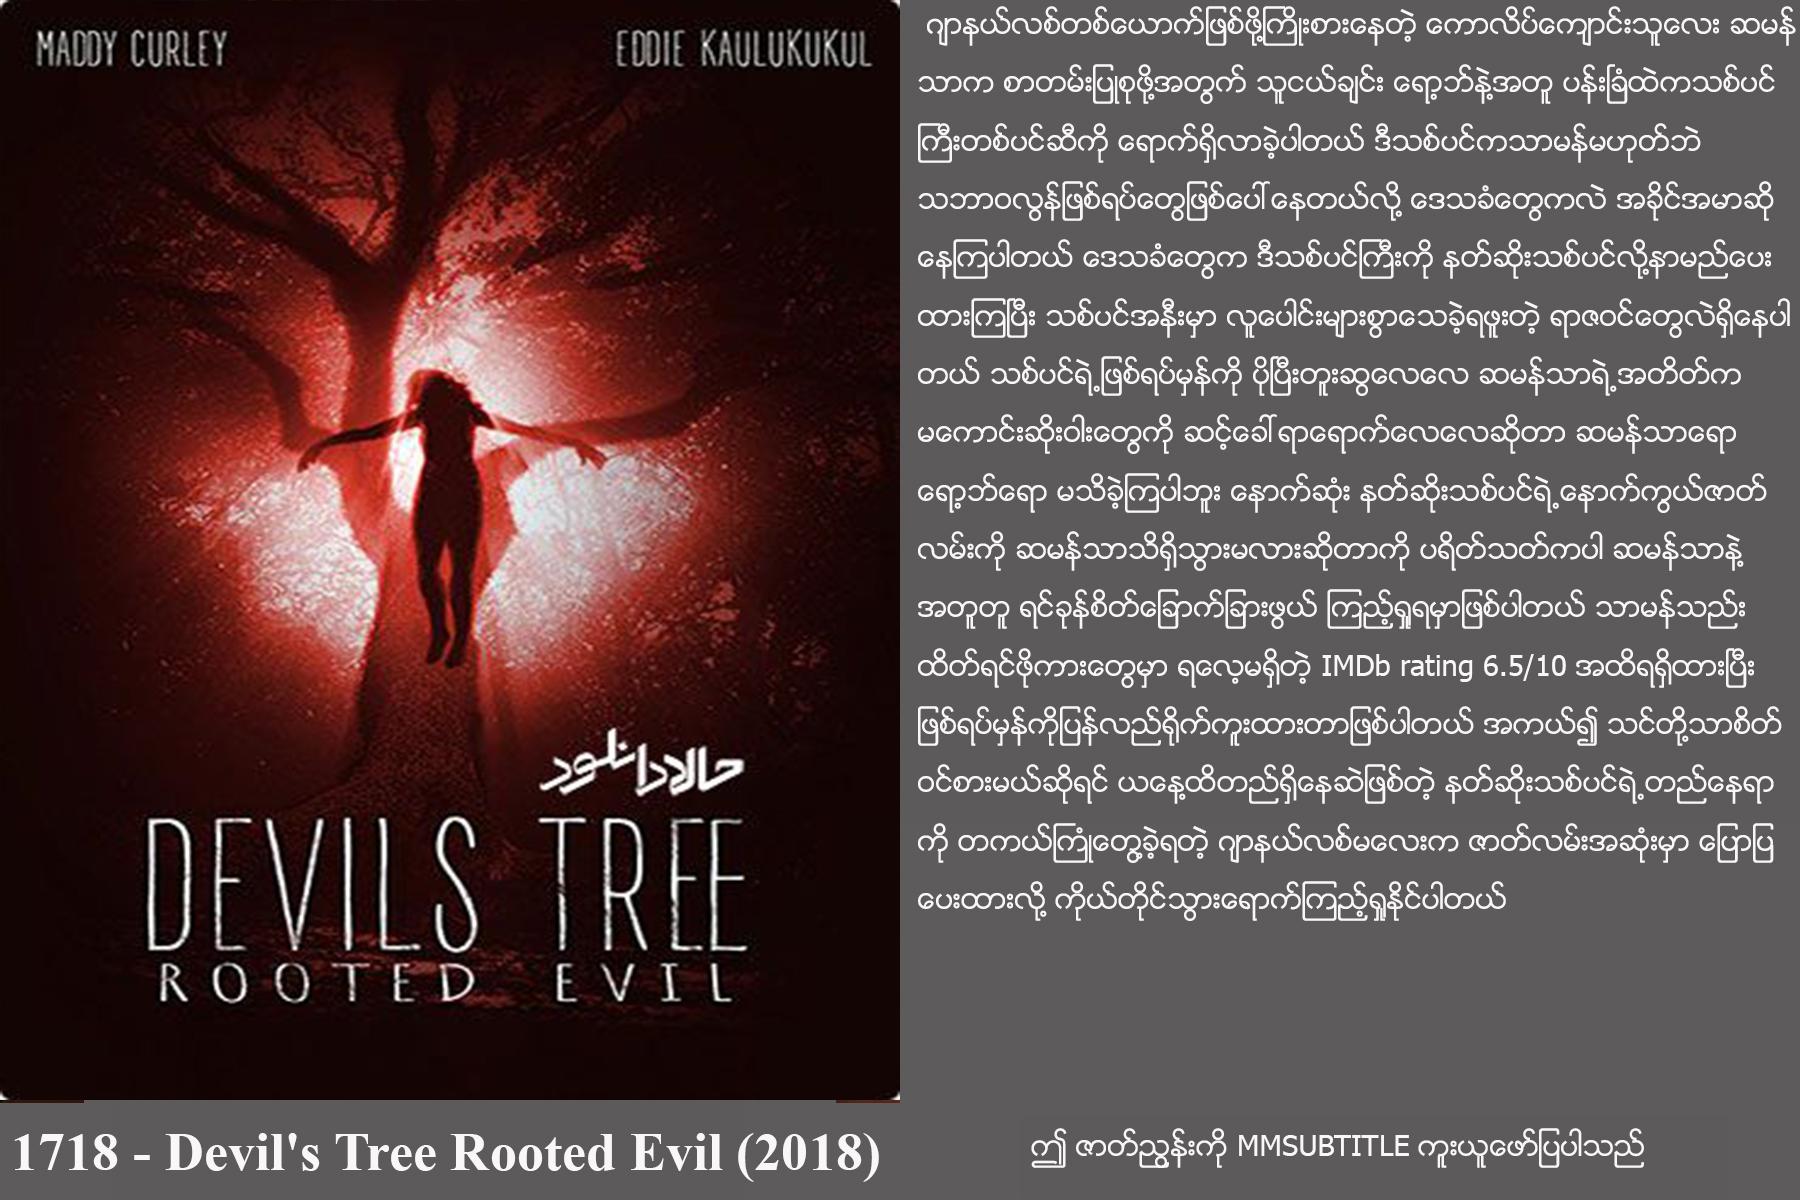 MADDY CURLEY
EDDIE KAULUKUKUL
حالا دانلود
DEVILS TREE
ROOTED EVIL
1718 - Devil's Tree Rooted Evil (2018)
ဂျာနယ်လစ်တစ်ယောက်ဖြစ်ဖို့ကြိုးစားနေတဲ့ ကောလိပ်ကျောင်းသူလေး ဆမန်
သာက စာတမ်းပြုစုဖို့အတွက် သူငယ်ချင်း ရော့ဘ်နဲ့အတူ ပန်းခြံထဲကသစ်ပင်
ကြီးတစ်ပင်ဆီကို ရောက်ရှိလာခဲ့ပါတယ် ဒီသစ်ပင်ကသာမန်မဟုတ်ဘဲ
သဘာဝလွန်ဖြစ်ရပ်တွေဖြစ်ပေါ်နေတယ်လို့ ဒေသခံတွေကလဲ အခိုင်အမာဆို
နေကြပါတယ် ဒေသခံတွေက ဒီသစ်ပင်ကြီးကို နတ်ဆိုးသစ်ပင်လို့နာမည်ပေး
ထားကြပြီး သစ်ပင်အနီးမှာ လူပေါင်းများစွာသေခဲ့ရဖူးတဲ့ ရာဇဝင်တွေလဲရှိနေပါ
တယ် သစ်ပင်ရဲ့ဖြစ်ရပ်မှန်ကို ပိုပြီးတူးဆွလေလေ ဆမန်သာရဲ့အတိတ်က
မကောင်းဆိုးဝါးတွေကို ဆင့်ခေါ်ရာရောက်လေလေဆိုတာ ဆမန်သာရော
ရော့ဘ်ရော မသိခဲ့ကြပါဘူး နောက်ဆုံး နတ်ဆိုးသစ်ပင်ရဲ့နောက်ကွယ်ဇာတ်
လမ်းကို ဆမန်သာသိရှိသွားမလားဆိုတာကို ပရိတ်သတ်ကပါ ဆမန်သာနဲ့
အတူတူ ရင်ခုန်စိတ်ခြောက်ခြားဖွယ် ကြည့်ရှုရမှာဖြစ်ပါတယ် သာမန်သည်း
ထိတ်ရင်ဖိုကားတွေမှာ ရလေ့မရှိတဲ့ IMDb rating 6.5/10 အထိရရှိထားပြီး
ဖြစ်ရပ်မှန်ကိုပြန်လည်ရိုက်ကူးထားတာဖြစ်ပါတယ် အကယ်၍ သင်တို့သာစိတ်
ဝင်စားမယ်ဆိုရင် ယနေ့ထိတည်ရှိနေဆဲဖြစ်တဲ့ နတ်ဆိုးသစ်ပင်ရဲ့တည်နေရာ
ကို တကယ်ကြုံတွေ့ခဲ့ရတဲ့ ဂျာနယ်လစ်မလေးက ဇာတ်လမ်းအဆုံးမှာ ပြောပြ
ပေးထားလို့ ကိုယ်တိုင်သွားရောက်ကြည့်ရှုနိုင်ပါတယ်
ဤ ဇာတ်ညွှန်းကို MMSUBTITLE ကူးယူဖော်ပြပါသည်